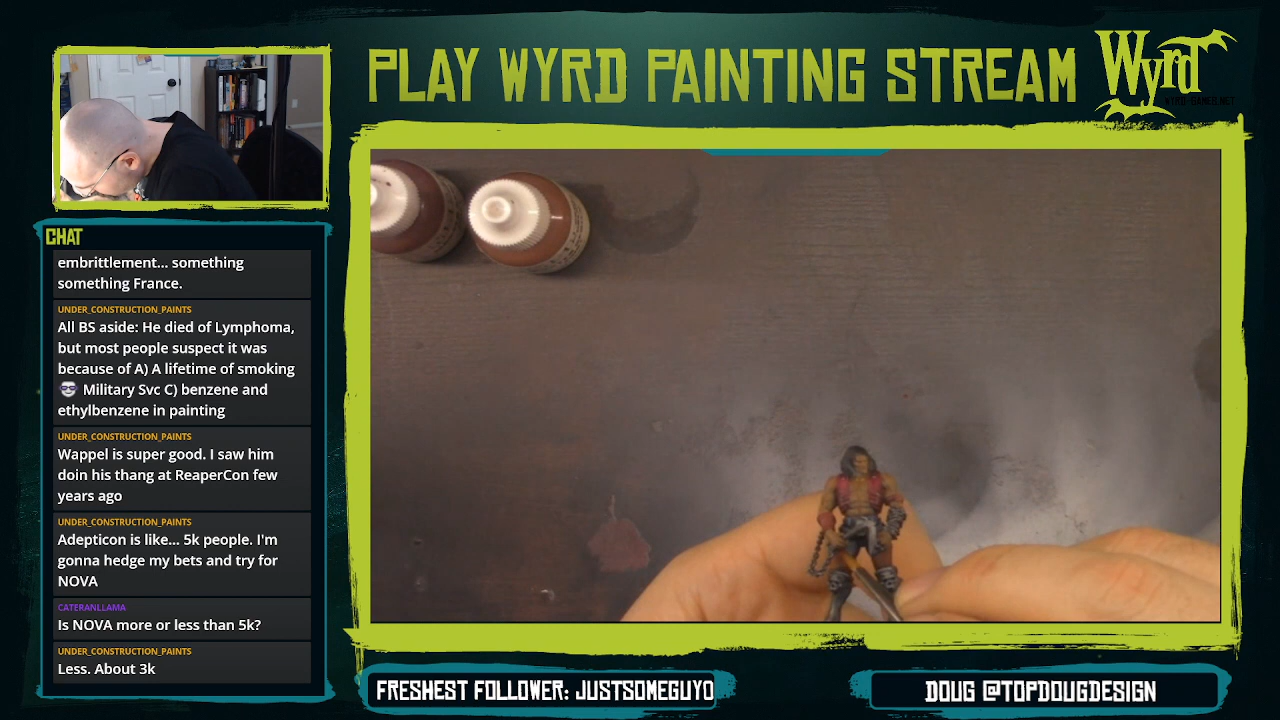 PLAY WYRD PAINTING STREAM
Wyrd
WYRD-GAMES.NET
CHAT
embrittlement... something
something France.
UNDER_CONSTRUCTION_PAINTS
All BS aside: He died of Lymphoma,
but most people suspect it was
because of A) A lifetime of smoking
Military Svc C) benzene and
ethylbenzene in painting
UNDER_CONSTRUCTION_PAINTS
Wappel is super good. I saw him
doin his thang at ReaperCon few
years ago
UNDER_CONSTRUCTION_PAINTS
Adepticon is like... 5k people. I'm
gonna hedge my bets and try for
NOVA
CATERANLLAMA
Is NOVA more or less than 5k?
UNDER_CONSTRUCTION_PAINTS
Less. About 3k
FRESHEST FOLLOWER: JUSTSOMEGUYO
DOUG @TOPDOUGDESIGN